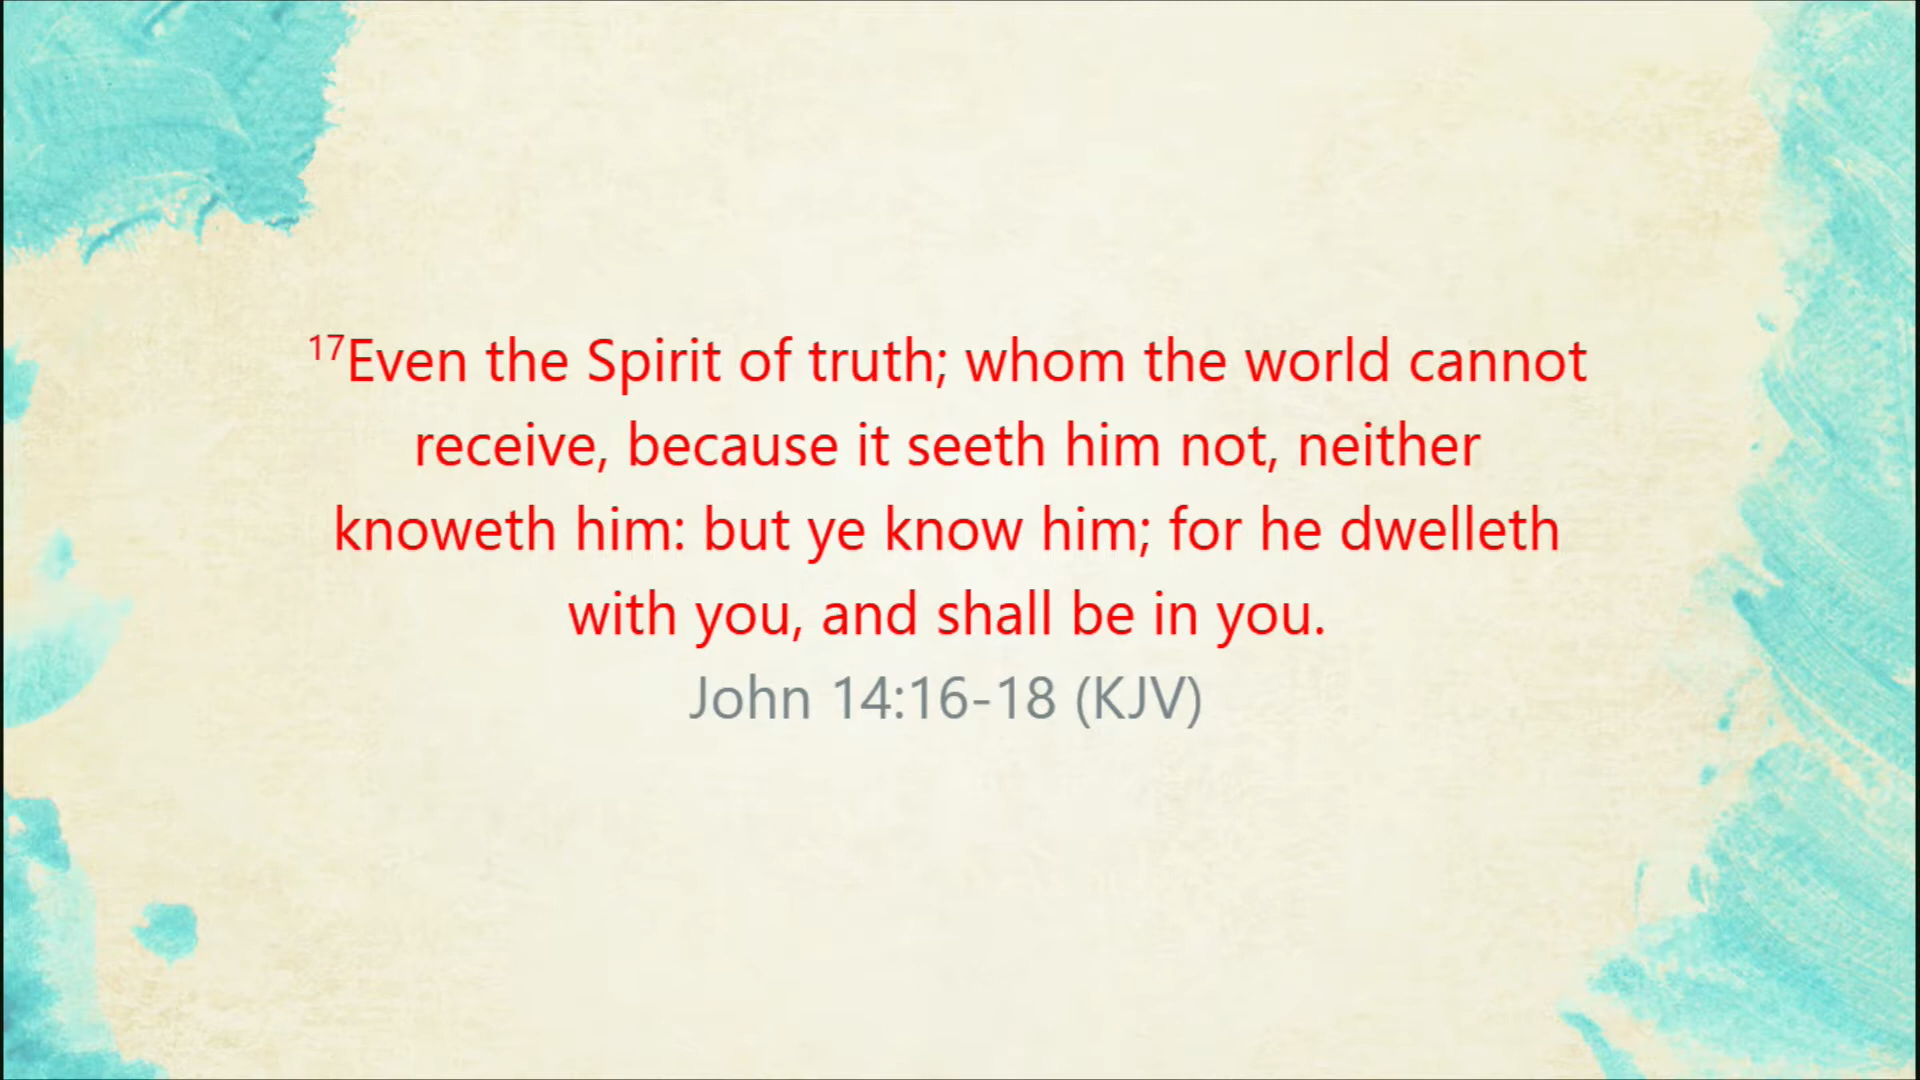 17Even the Spirit of truth; whom the world cannot
receive, because it seeth him not, neither
knoweth him: but ye know him; for he dwelleth
with you, and shall be in you.
John 14:16-18 (KJV)